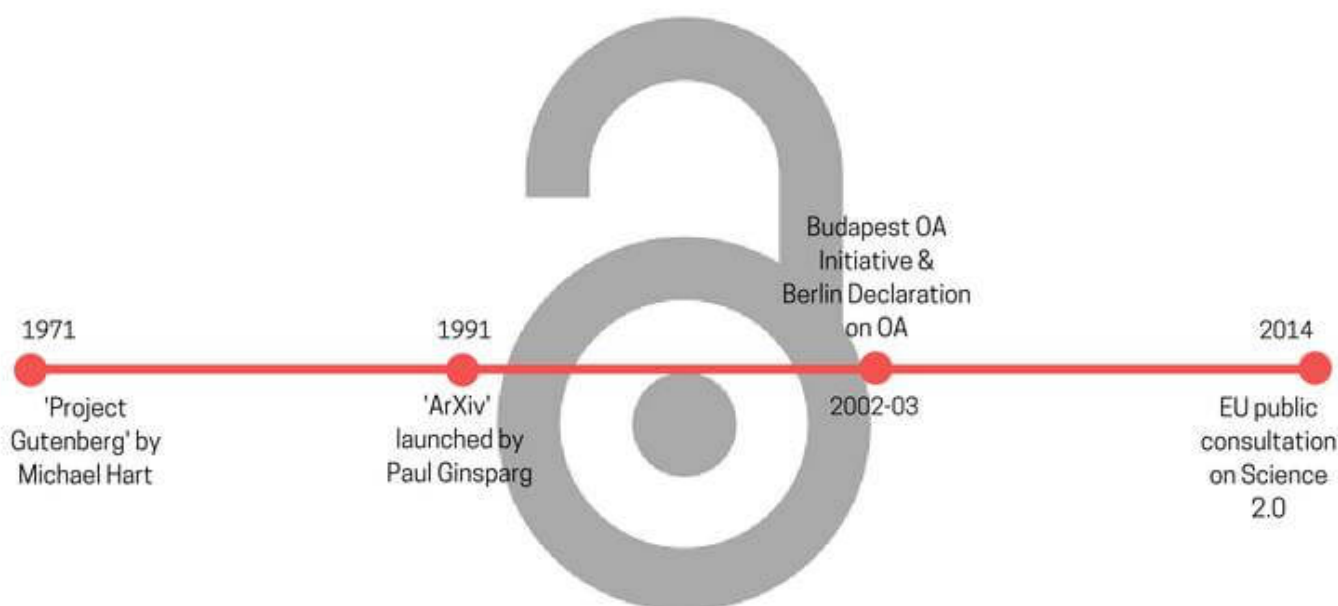 1971
'Project
Gutenberg' by
Michael Hart
1991
'ArXiv'
launched by
Paul Ginsparg
Budapest OA
Initiative &
Berlin Declaration
on OA
2002-03
2014
EU public
consultation
on Science
2.0